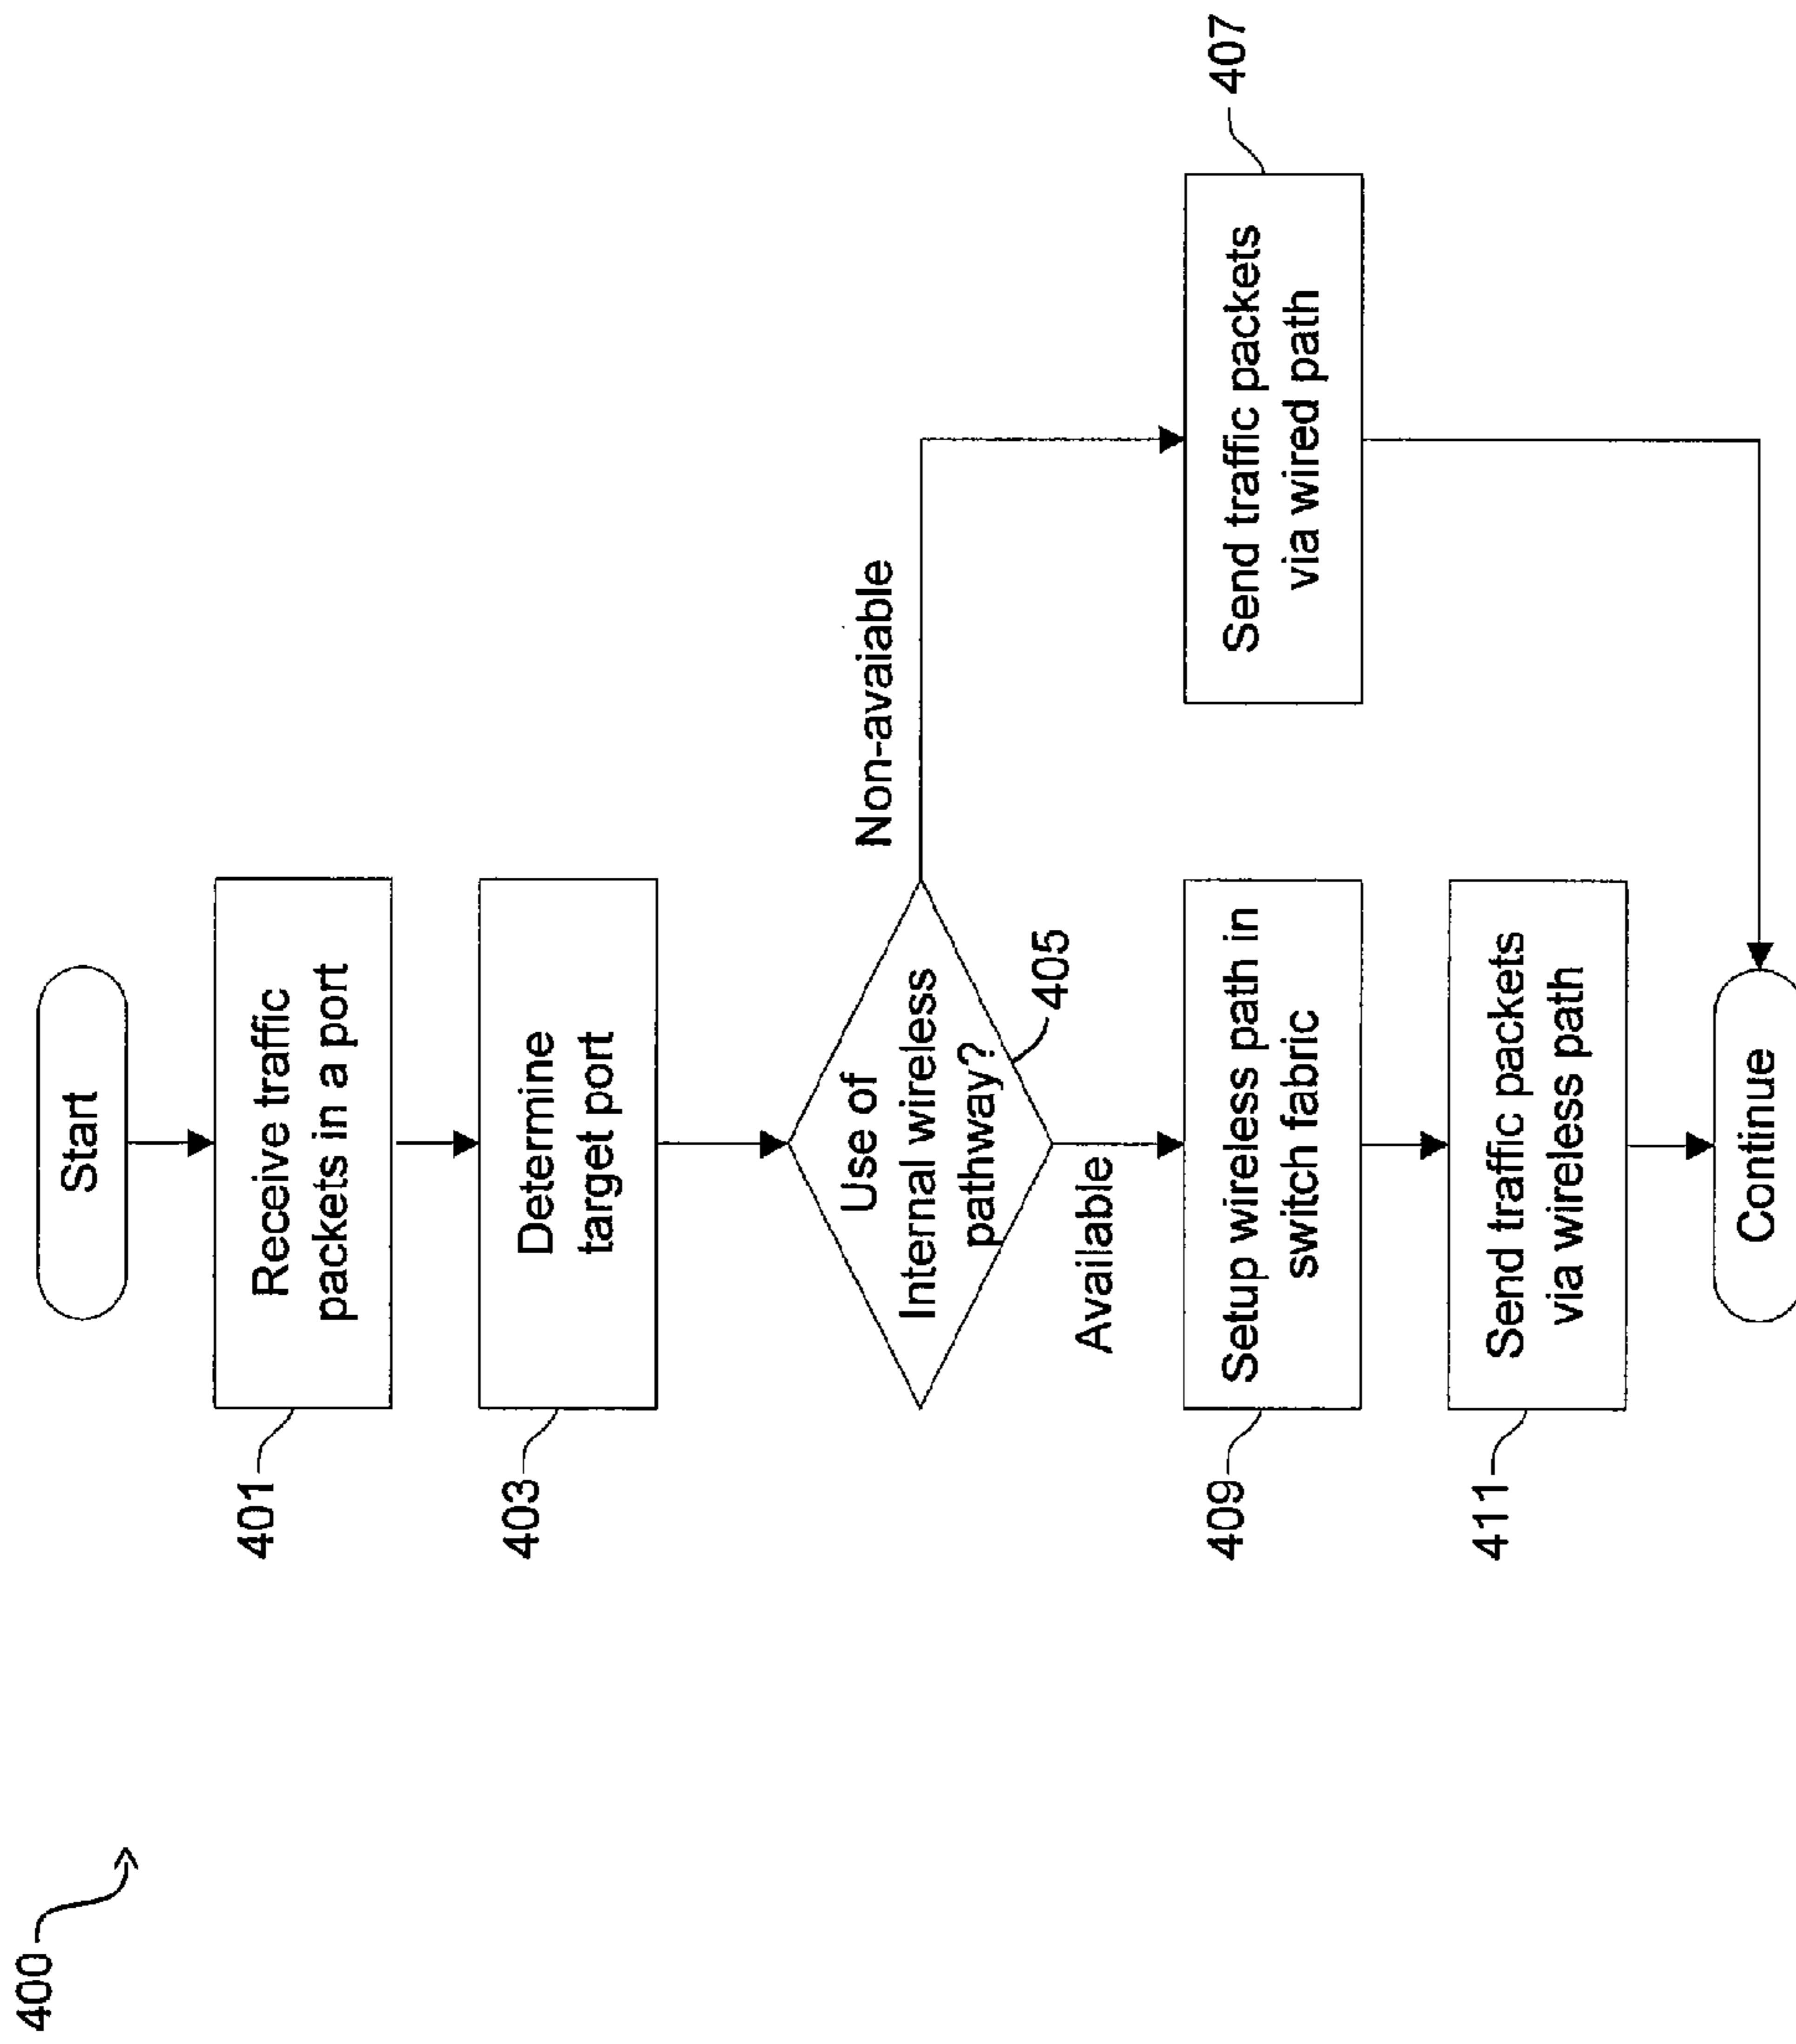 400
Start
401
Receive traffic
packets in a port
403
Determine
target port
Use of
Internal wireless
pathway?
405
Non-avaiable
Available
409
Setup wireless path in
switch fabric
407
Send traffic packets
via wired path
411
Send traffic packets
via wireless path
Continue